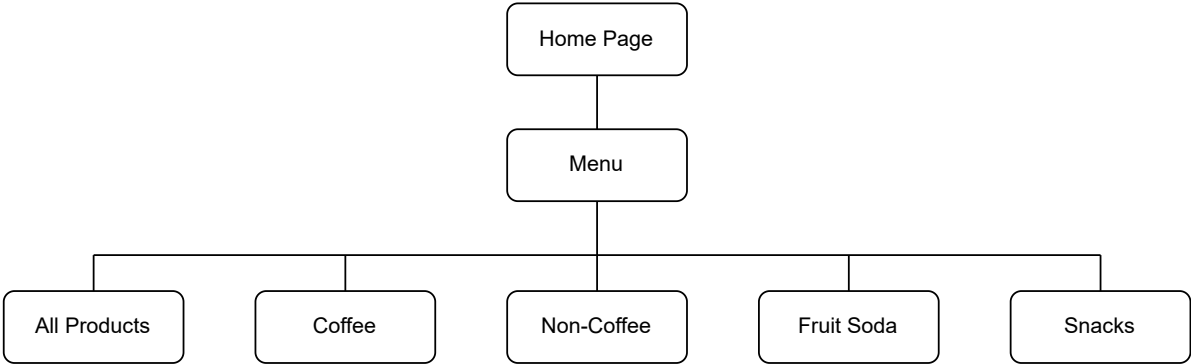 Home Page
Menu
All Products
Coffee
Non-Coffee
Fruit Soda
Snacks